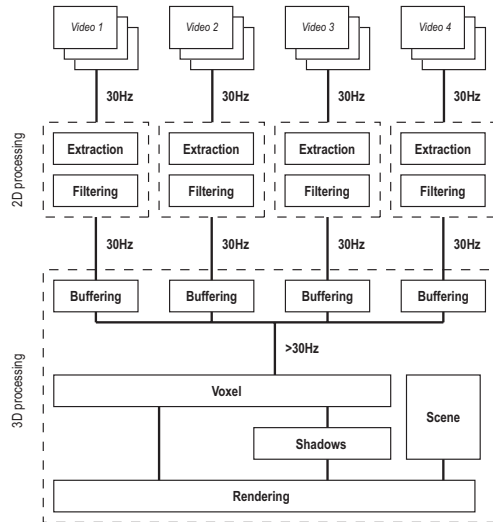 Video 1 Video 2 Video 3 Video 4
30Hz 30Hz 30Hz 30Hz
2D processing
Extraction Extraction Extraction Extraction
Filtering Filtering Filtering Filtering
30Hz 30Hz 30Hz 30Hz
3D processing
Buffering Buffering Buffering Buffering
>30Hz
Voxel
Scene
Shadows
Rendering